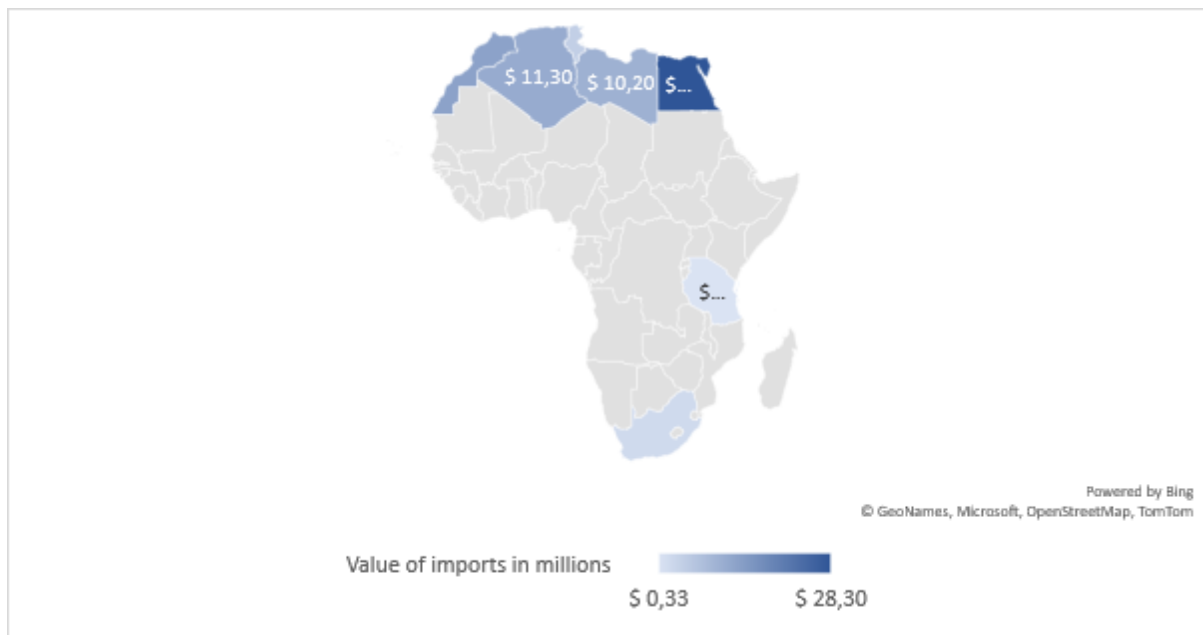 $ 11,30
$ 10,20
$...
$...
Powered by Bing
© GeoNames, Microsoft, OpenStreetMap, TomTom
Value of imports in millions
$ 0,33
$ 28,30